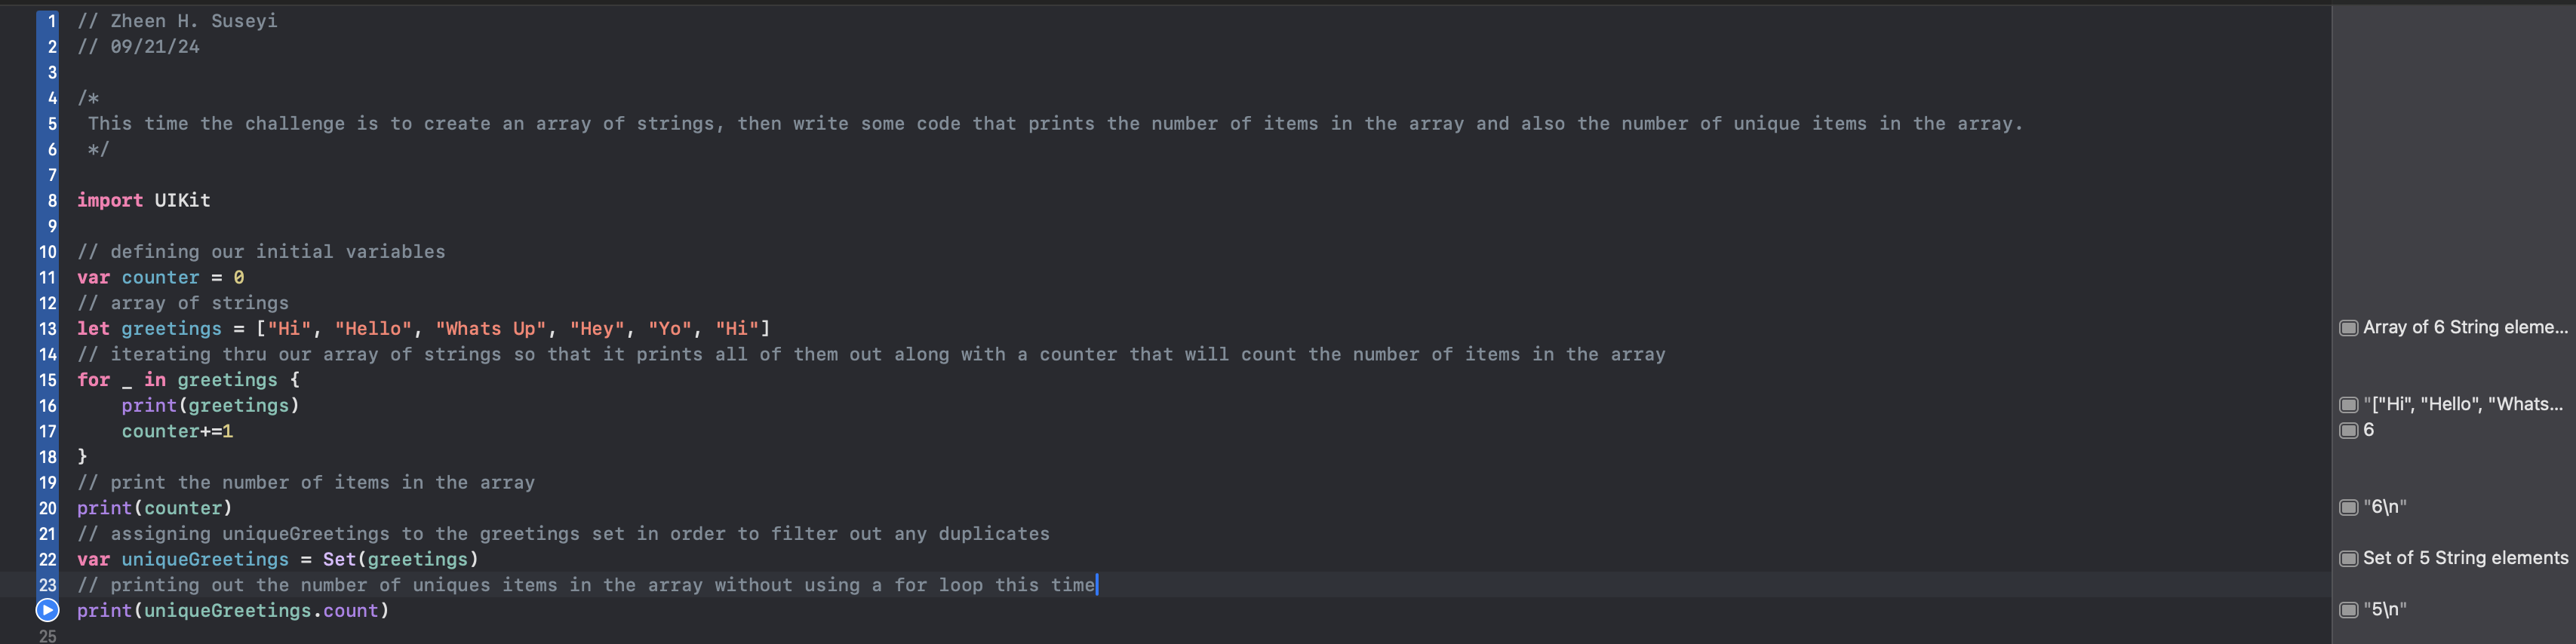 1 // Zheen H. Suseyi
2 // 09/21/24
3
4 /*
5 This time the challenge is to create an array of strings, then write some code that prints the number of items in the array and also the number of unique items in the array.
6 */
7
8 import UIKit
9
10 // defining our initial variables
11 var counter = 0
12 // array of strings
13 let greetings = ["Hi", "Hello", "Whats Up", "Hey", "Yo", "Hi"] Array of 6 String eleme...
14 // iterating thru our array of strings so that it prints all of them out along with a counter that will count the number of items in the array
15 for _ in greetings {
16 print(greetings) "["Hi", "Hello", "Whats...
17 counter+=1 6
18 }
19 // print the number of items in the array
20 print(counter) "6\n"
21 // assigning uniqueGreetings to the greetings set in order to filter out any duplicates
22 var uniqueGreetings = Set(greetings) Set of 5 String elements
23 // printing out the number of uniques items in the array without using a for loop this time
print(uniqueGreetings.count) "5\n"
25